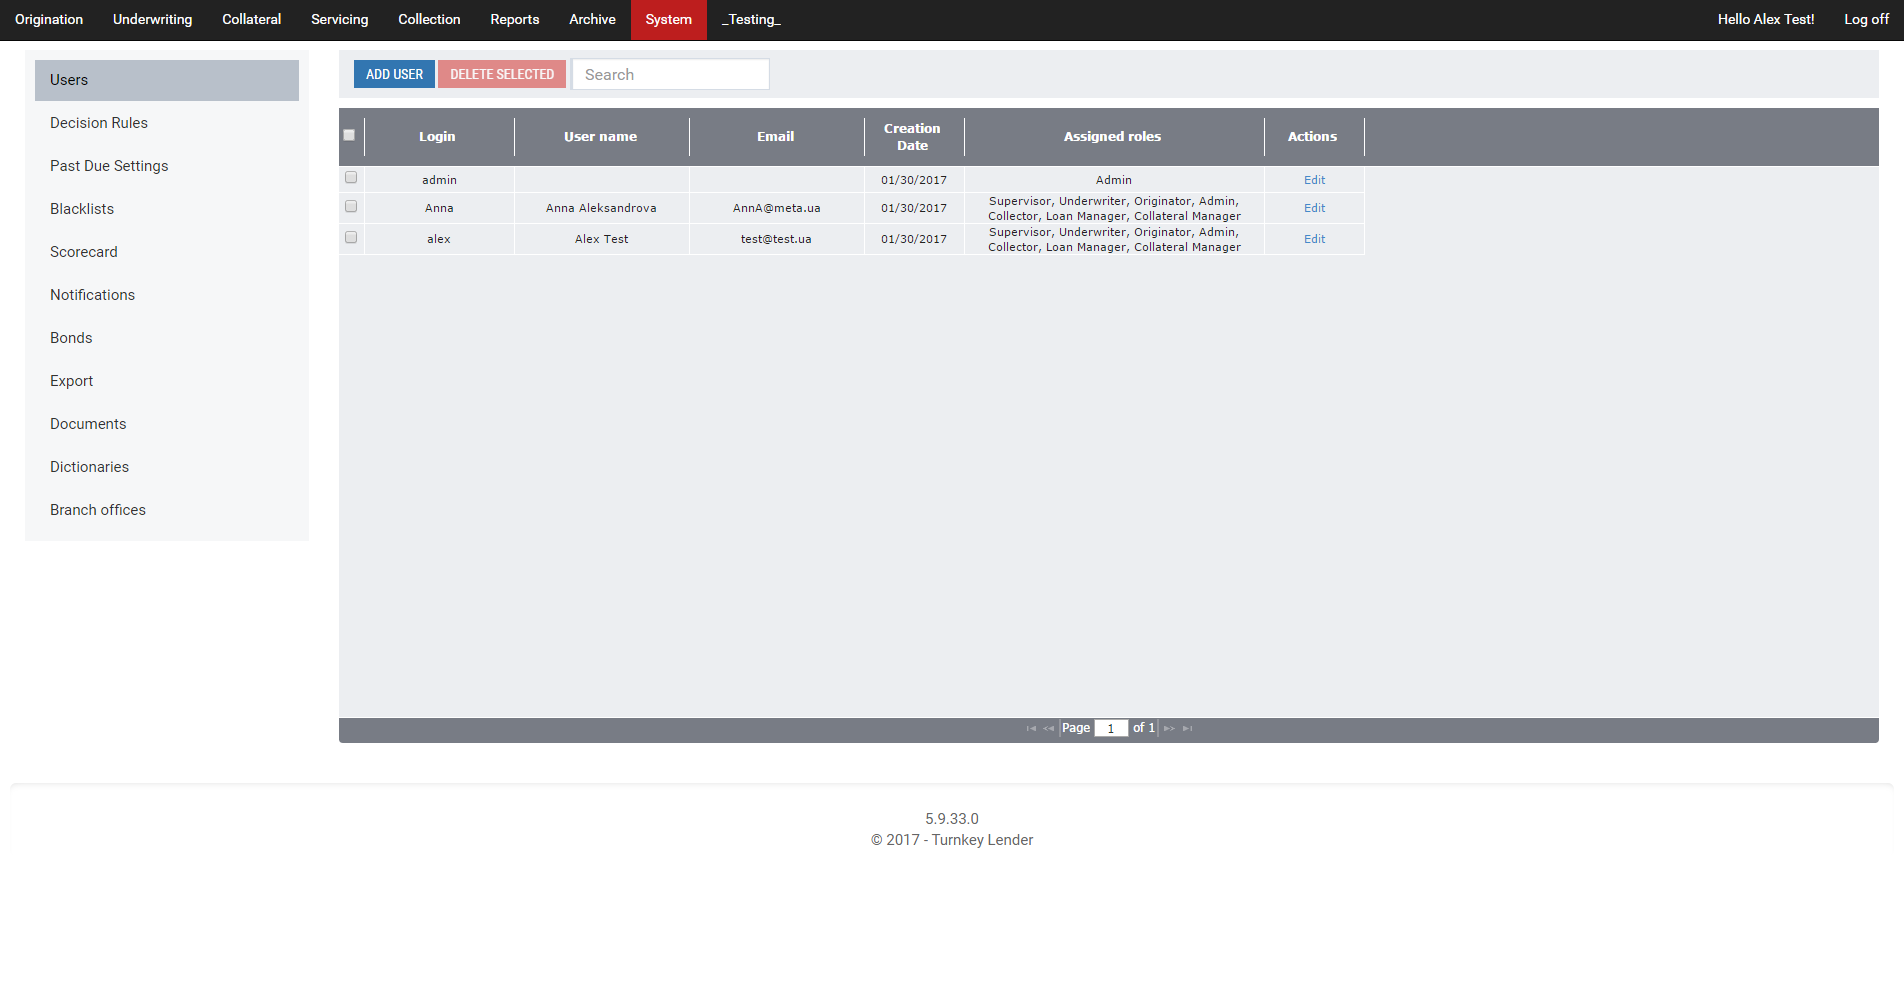 Origination Underwriting Collateral Servicing Collection Reports Archive System _Testing_ Hello Alex Test! Log off
Users
Decision Rules
Past Due Settings
Blacklists
Scorecard
Notifications
Bonds
Export
Documents
Dictionaries
Branch offices
ADD USER DELETE SELECTED Search
Login User name Email Creation Date Assigned roles Actions
admin 01/30/2017 Admin Edit
Anna Anna Aleksandrova AnnA@meta.ua 01/30/2017 Supervisor, Underwriter, Originator, Admin, Collector, Loan Manager, Collateral Manager Edit
alex Alex Test test@test.ua 01/30/2017 Supervisor, Underwriter, Originator, Admin, Collector, Loan Manager, Collateral Manager Edit
Page 1 of 1
5.9.33.0
© 2017 - Turnkey Lender